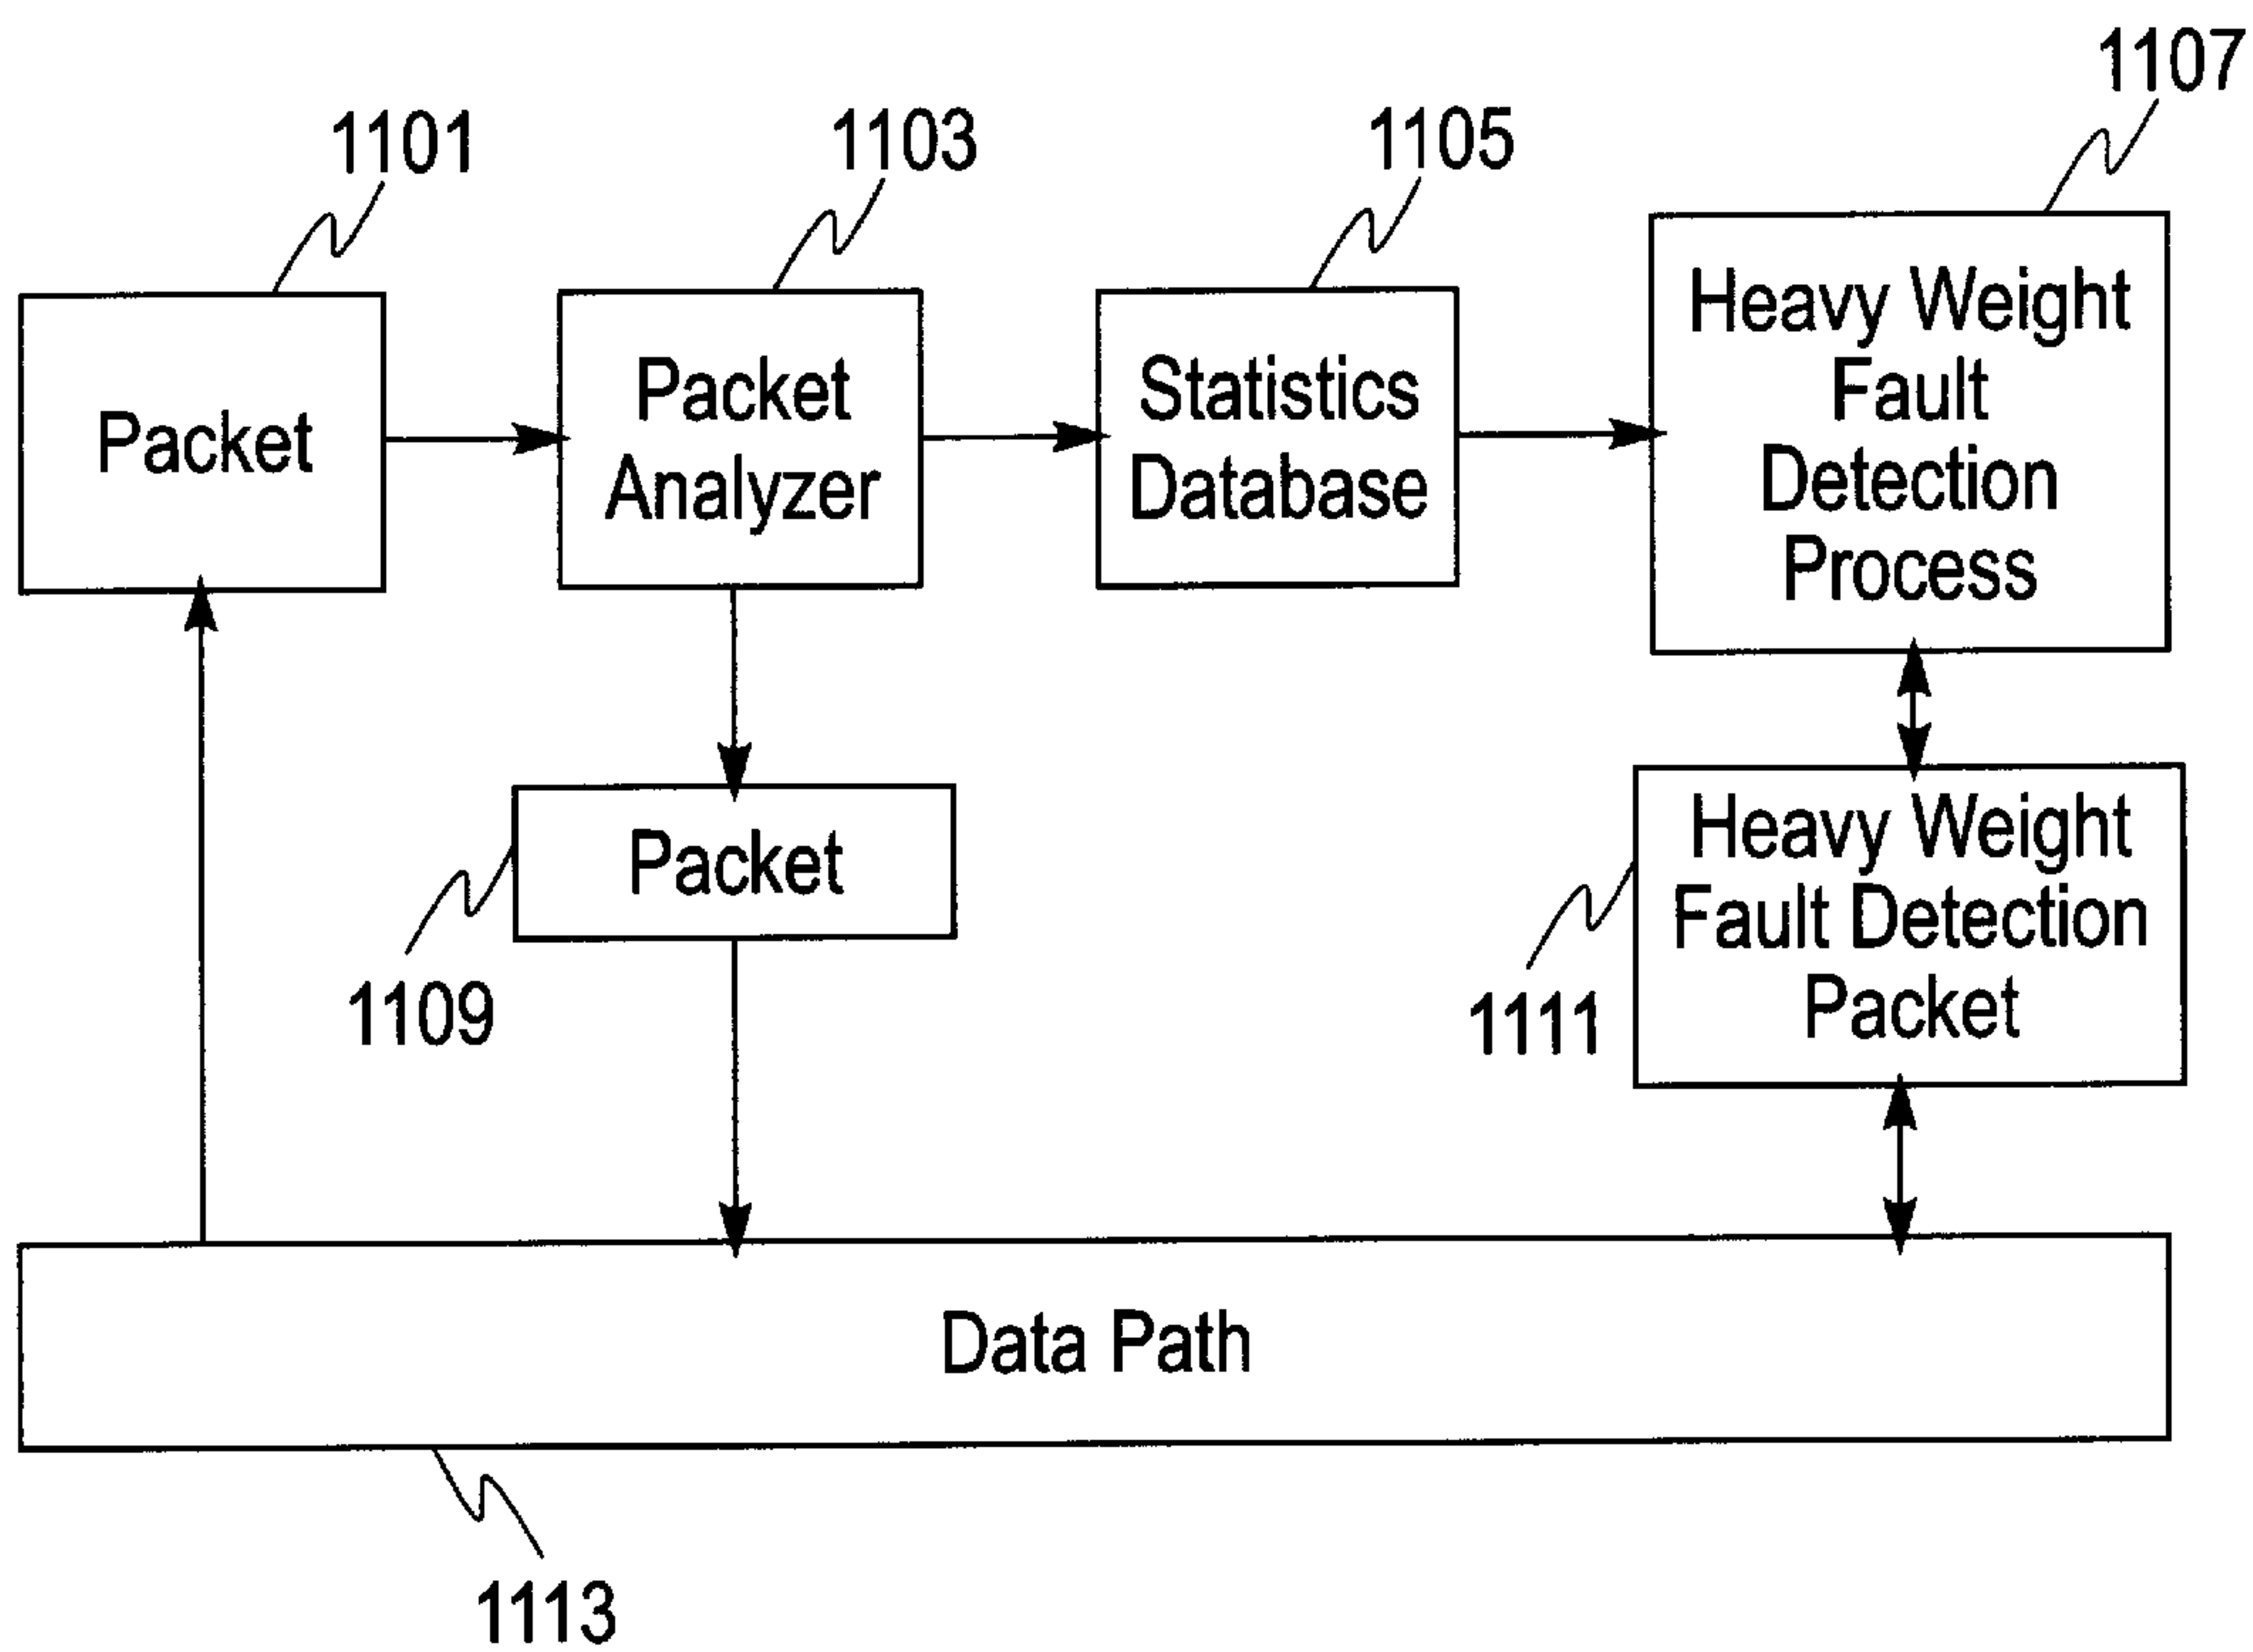 1107
1101
1103
1105
Packet
Packet
Analyzer
Statistics
Database
Heavy Weight
Fault
Detection
Process
Packet
1109
Heavy Weight
Fault Detection
Packet
1111
Data Path
1113